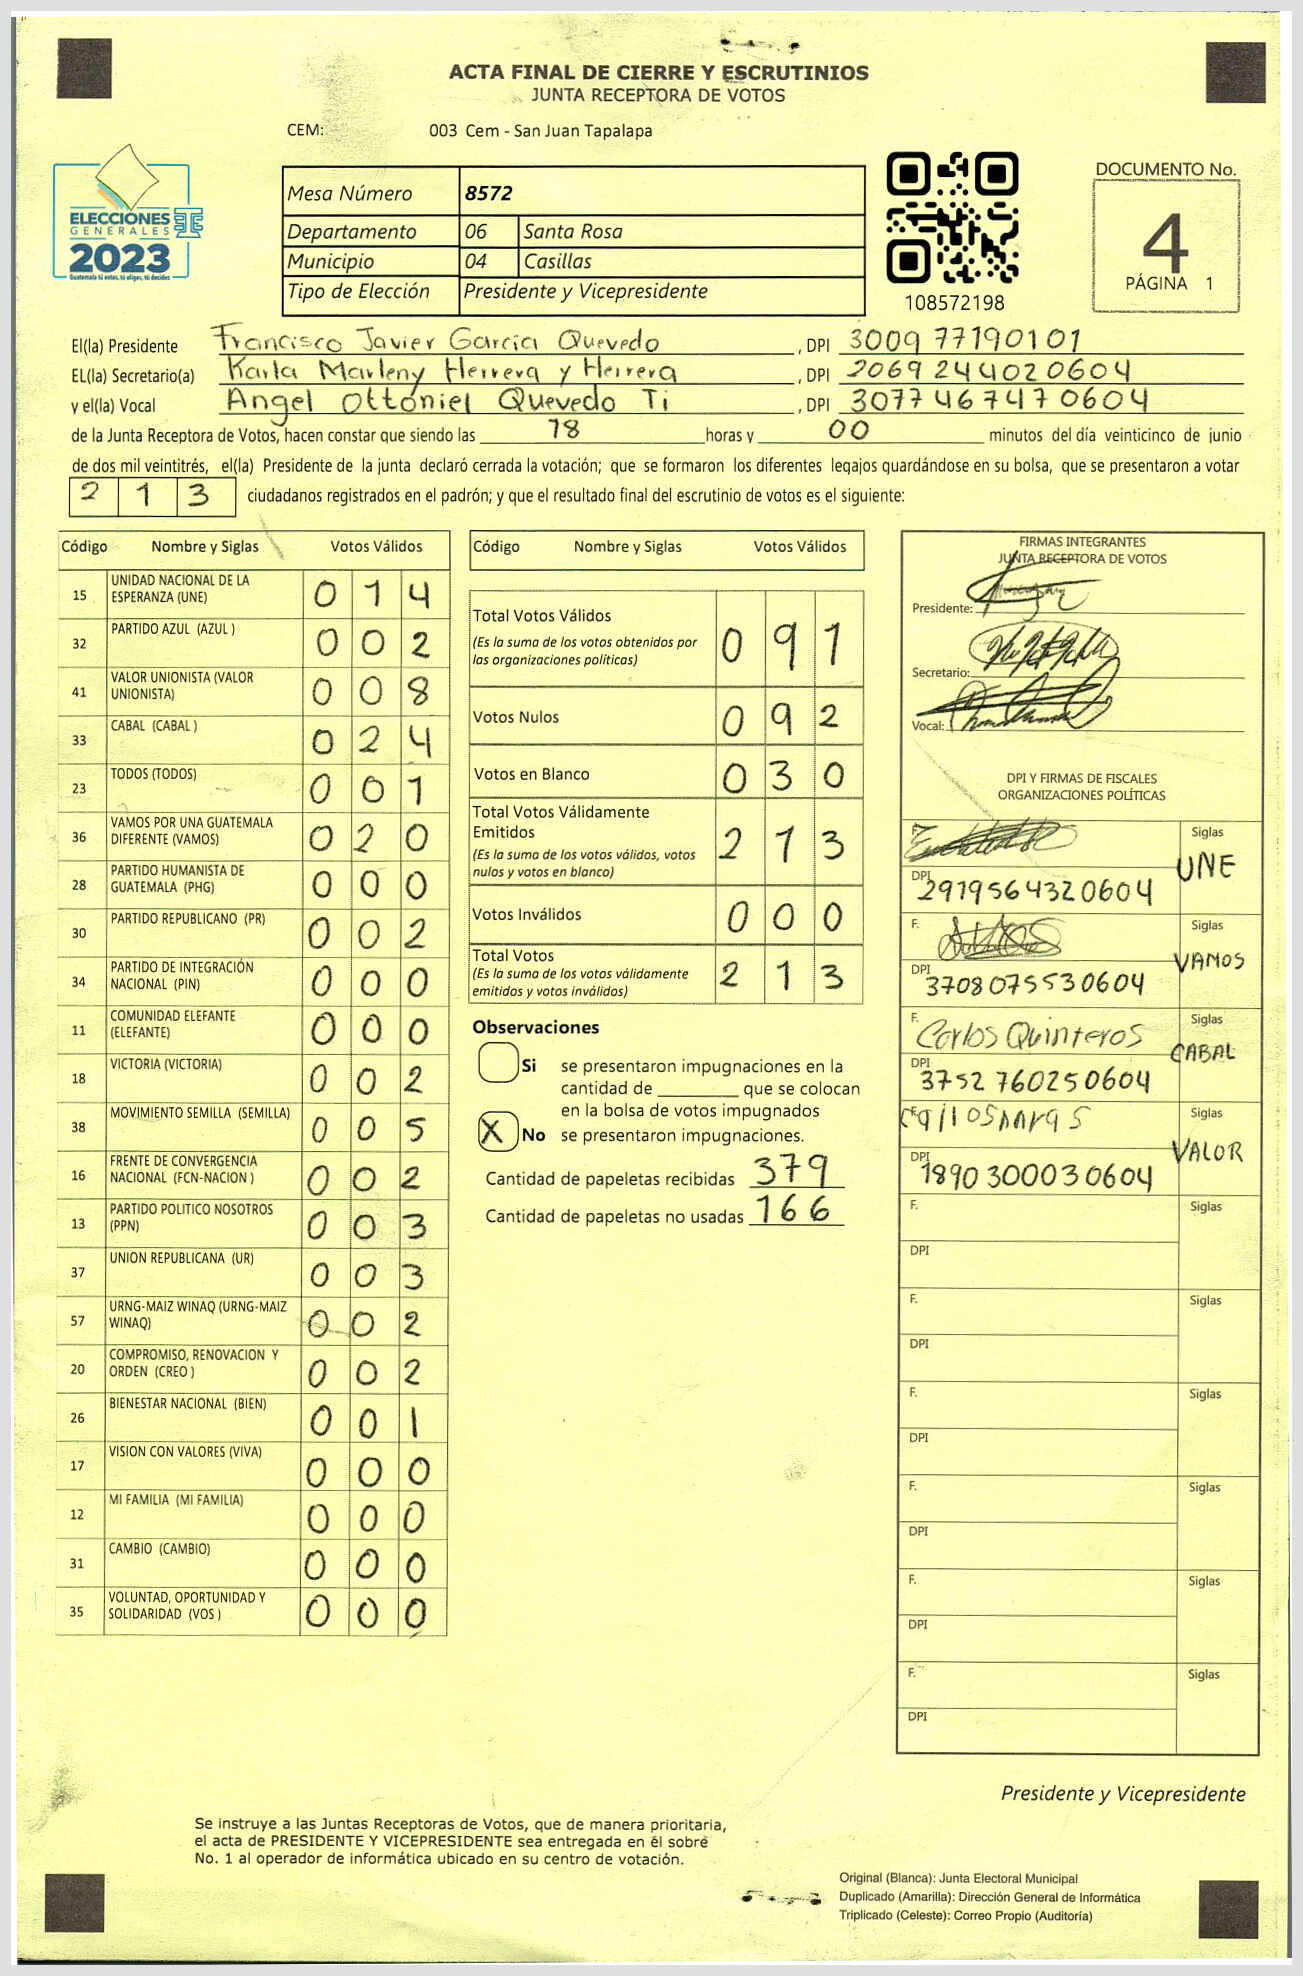 ACTA FINAL DE CIERRE Y ESCRUTINIOS
JUNTA RECEPTORA DE VOTOS
CEM: 003 Cem - San Juan Tapalapa
ELECCIONES
GENERALES
2023
Guatemala tú votas, tú eliges, tú decides
Mesa Número 8572
Departamento 06 Santa Rosa
Municipio 04 Casillas
Tipo de Elección Presidente y Vicepresidente
108572198
DOCUMENTO No.
4
PÁGINA 1
El(la) Presidente Francisco Javier García Quevedo , DPI 3009 77190101
EL(la) Secretario(a) Karla Marleny Herrera y Herrera , DPI 2069 244020604
y el(la) Vocal Angel Ottoniel Quevedo Ti , DPI 3077467470604
de la Junta Receptora de Votos, hacen constar que siendo las 18 horas y 00 minutos del día veinticinco de junio
de dos mil veintitrés, el(la) Presidente de la junta declaró cerrada la votación; que se formaron los diferentes legajos guardándose en su bolsa, que se presentaron a votar
2 1 3 ciudadanos registrados en el padrón; y que el resultado final del escrutinio de votos es el siguiente:
Código Nombre y Siglas Votos Válidos
15 UNIDAD NACIONAL DE LA ESPERANZA (UNE) 0 1 4
32 PARTIDO AZUL (AZUL ) 0 0 2
41 VALOR UNIONISTA (VALOR UNIONISTA) 0 0 8
33 CABAL (CABAL ) 0 2 4
23 TODOS (TODOS) 0 0 1
36 VAMOS POR UNA GUATEMALA DIFERENTE (VAMOS) 0 2 0
28 PARTIDO HUMANISTA DE GUATEMALA (PHG) 0 0 0
30 PARTIDO REPUBLICANO (PR) 0 0 2
34 PARTIDO DE INTEGRACIÓN NACIONAL (PIN) 0 0 0
11 COMUNIDAD ELEFANTE (ELEFANTE) 0 0 0
18 VICTORIA (VICTORIA) 0 0 2
38 MOVIMIENTO SEMILLA (SEMILLA) 0 0 5
16 FRENTE DE CONVERGENCIA NACIONAL (FCN-NACION ) 0 0 2
13 PARTIDO POLITICO NOSOTROS (PPN) 0 0 3
37 UNION REPUBLICANA (UR) 0 0 3
57 URNG-MAIZ WINAQ (URNG-MAIZ WINAQ) 0 0 2
20 COMPROMISO, RENOVACION Y ORDEN (CREO ) 0 0 2
26 BIENESTAR NACIONAL (BIEN) 0 0 1
17 VISION CON VALORES (VIVA) 0 0 0
12 MI FAMILIA (MI FAMILIA) 0 0 0
31 CAMBIO (CAMBIO) 0 0 0
35 VOLUNTAD, OPORTUNIDAD Y SOLIDARIDAD (VOS ) 0 0 0
Código Nombre y Siglas Votos Válidos
Total Votos Válidos 0 9 1
(Es la suma de los votos obtenidos por
las organizaciones políticas)
Votos Nulos 0 9 2
Votos en Blanco 0 3 0
Total Votos Válidamente
Emitidos 2 1 3
(Es la suma de los votos válidos, votos
nulos y votos en blanco)
Votos Inválidos 0 0 0
Total Votos 2 1 3
(Es la suma de los votos válidamente
emitidos y votos inválidos)
Observaciones
Si se presentaron impugnaciones en la
cantidad de ________ que se colocan
en la bolsa de votos impugnados
X No se presentaron impugnaciones.
Cantidad de papeletas recibidas 379
Cantidad de papeletas no usadas 166
FIRMAS INTEGRANTES
JUNTA RECEPTORA DE VOTOS
Presidente:
Secretario:
Vocal:
DPI Y FIRMAS DE FISCALES
ORGANIZACIONES POLÍTICAS
F. Siglas UNE
DPI 2919564320604
F. Siglas VAMOS
DPI 3708075530604
F. Carlos Quinteros Siglas CABAL
DPI 3752 760250604
F. Siglas VALOR
DPI 1890300030604
F. Siglas
DPI
F. Siglas
DPI
F. Siglas
DPI
F. Siglas
DPI
F. Siglas
DPI
F. Siglas
DPI
Presidente y Vicepresidente
Se instruye a las Juntas Receptoras de Votos, que de manera prioritaria,
el acta de PRESIDENTE Y VICEPRESIDENTE sea entregada en él sobré
No. 1 al operador de informática ubicado en su centro de votación.
Original (Blanca): Junta Electoral Municipal
Duplicado (Amarilla): Dirección General de Informática
Triplicado (Celeste): Correo Propio (Auditoría)